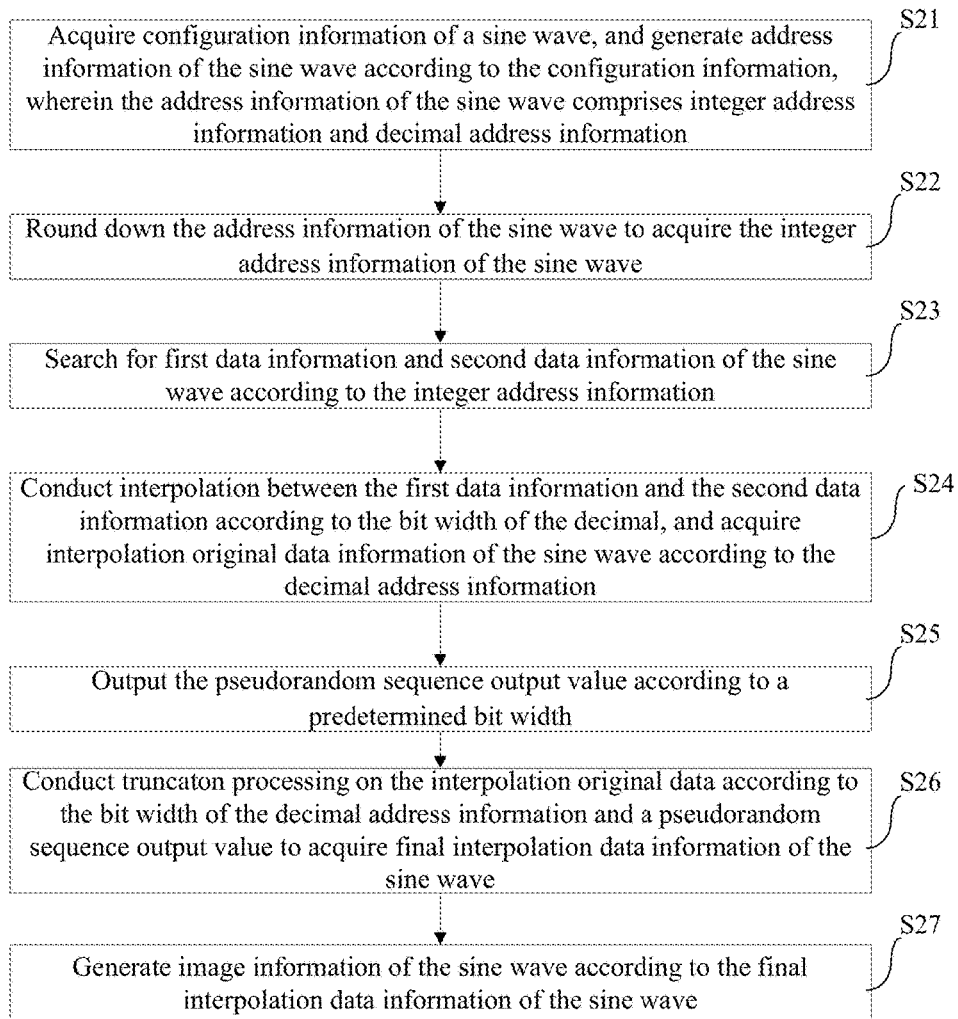 S21
Acquire configuration information of a sine wave, and generate address
information of the sine wave according to the configuration information,
wherein the address information of the sine wave comprises integer address
information and decimal address information
S22
Round down the address information of the sine wave to acquire the integer
address information of the sine wave
S23
Search for first data information and second data information of the sine
wave according to the integer address information
S24
Conduct interpolation between the first data information and the second data
information according to the bit width of the decimal, and acquire
interpolation original data information of the sine wave according to the
decimal address information
S25
Output the pseudorandom sequence output value according to a
predetermined bit width
S26
Conduct truncaton processing on the interpolation original data according to
the bit width of the decimal address information and a pseudorandom
sequence output value to acquire final interpolation data information of the
sine wave
S27
Generate image information of the sine wave according to the final
interpolation data information of the sine wave